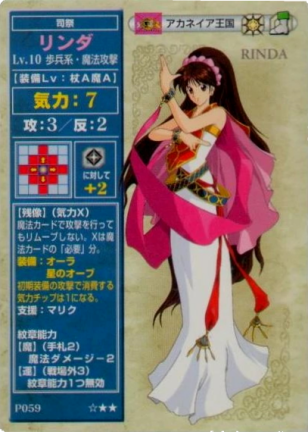 司祭
リンダ
Lv.10 歩兵系・魔法攻撃
【装備Lv：杖A魔A】
気力：7
攻：3／反：2
に対して
+2
【残像】(気力X)
魔法カードで攻撃を行って
もリムーブしない。Xは魔
法カードの「必要」分。
装備：オーラ
星のオーブ
初期装備の攻撃で消費する
気力チップは1になる。
支援：マリク
紋章能力
【魔】(手札2)
魔法ダメージ－2
【運】(戦場外3)
紋章能力1つ無効
P059
☆★★
アカネイア王国
RINDA